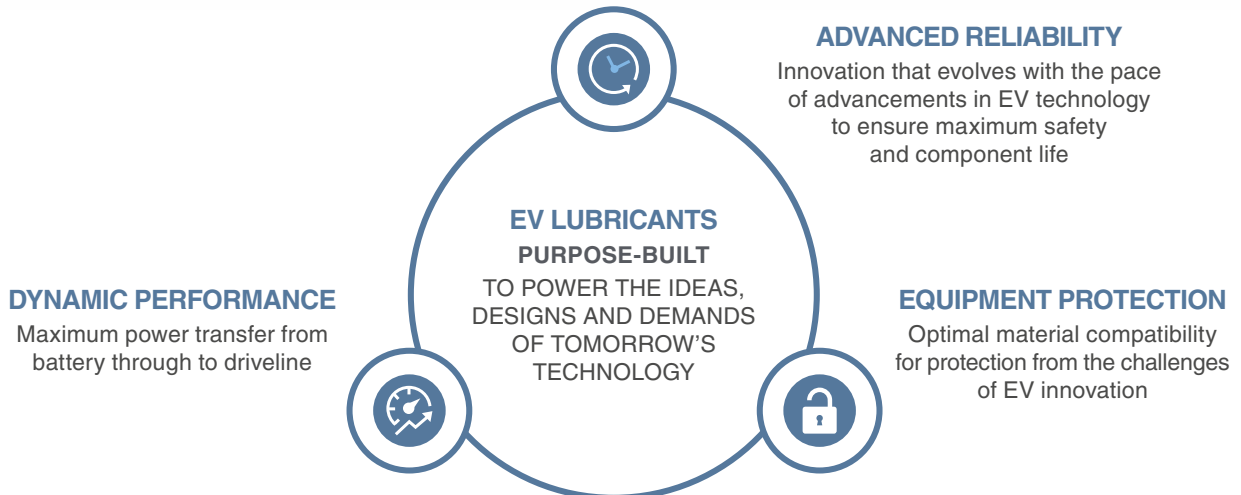 ADVANCED RELIABILITY
Innovation that evolves with the pace
of advancements in EV technology
to ensure maximum safety
and component life
EV LUBRICANTS
PURPOSE-BUILT
TO POWER THE IDEAS,
DESIGNS AND DEMANDS
OF TOMORROW’S
TECHNOLOGY
DYNAMIC PERFORMANCE
Maximum power transfer from
battery through to driveline
EQUIPMENT PROTECTION
Optimal material compatibility
for protection from the challenges
of EV innovation